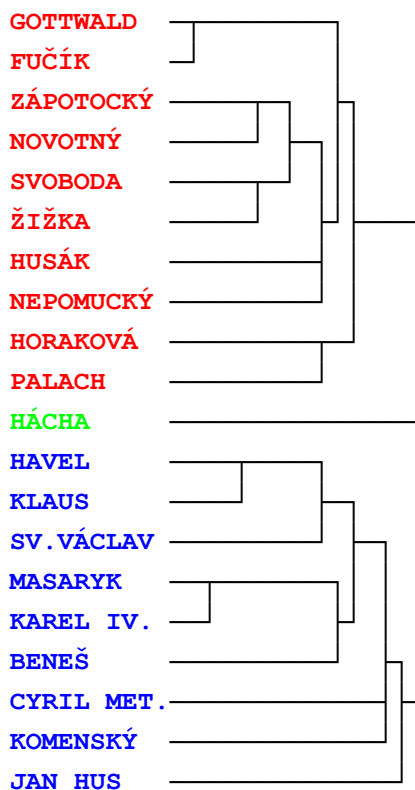 GOTTWALD
FUČÍK
ZÁPOTOCKÝ
NOVOTNÝ
SVOBODA
ŽIŽKA
HUSÁK
NEPOMUCKÝ
HORAKOVÁ
PALACH
HÁCHA
HAVEL
KLAUS
SV.VÁCLAV
MASARYK
KAREL IV.
BENEŠ
CYRIL MET.
KOMENSKÝ
JAN HUS